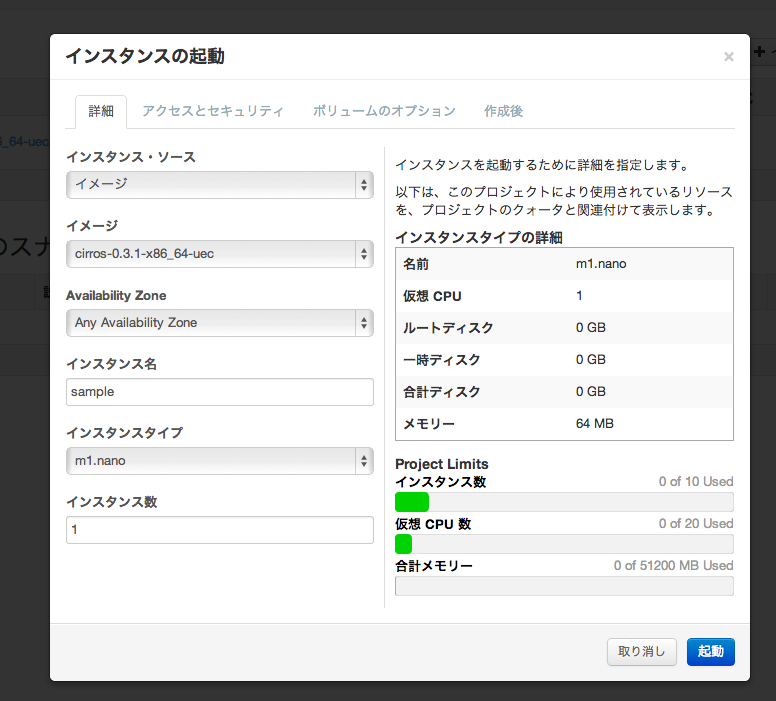 インスタンスの起動
×
詳細 アクセスとセキュリティ ボリュームのオプション 作成後
インスタンス・ソース
イメージ
イメージ
cirros-0.3.1-x86_64-uec
Availability Zone
Any Availability Zone
インスタンス名
sample
インスタンスタイプ
m1.nano
インスタンス数
1
インスタンスを起動するために詳細を指定します。
以下は、このプロジェクトにより使用されているリソース
を、プロジェクトのクォータと関連付けて表示します。
インスタンスタイプの詳細
名前 m1.nano
仮想 CPU 1
ルートディスク 0 GB
一時ディスク 0 GB
合計ディスク 0 GB
メモリー 64 MB
Project Limits
インスタンス数 0 of 10 Used
仮想 CPU 数 0 of 20 Used
合計メモリー 0 of 51200 MB Used
取り消し 起動
_64-uec
のスナ